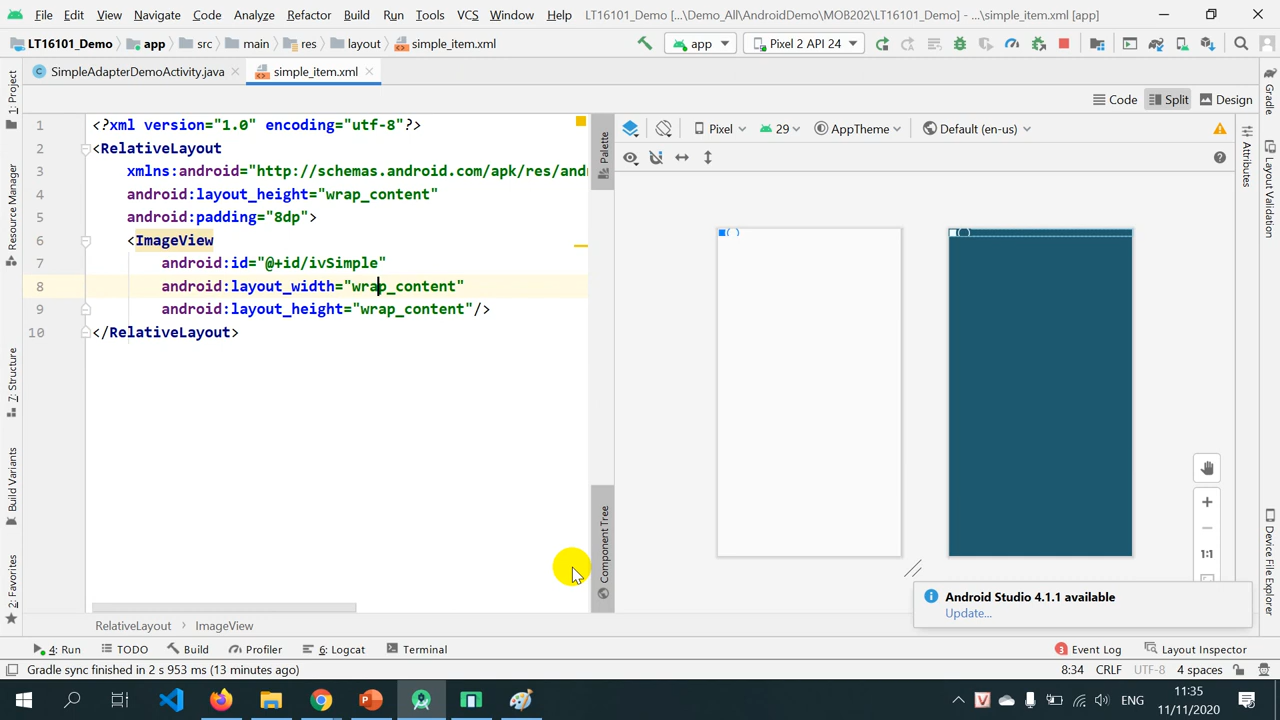 File Edit View Navigate Code Analyze Refactor Build Run Tools VCS Window Help LT16101_Demo [...\Demo_All\AndroidDemo\MOB202\LT16101_Demo] - ...\simple_item.xml [app]
LT16101_Demo app src main res layout simple_item.xml app Pixel 2 API 24
SimpleAdapterDemoActivity.java simple_item.xml
Code Split Design
1 <?xml version="1.0" encoding="utf-8"?>
2 <RelativeLayout
3 xmlns:android="http://schemas.android.com/apk/res/and
4 android:layout_height="wrap_content"
5 android:padding="8dp">
6 <ImageView
7 android:id="@+id/ivSimple"
8 android:layout_width="wrap_content"
9 android:layout_height="wrap_content"/>
10 </RelativeLayout>
Pixel 29 AppTheme Default (en-us)
1:1
Android Studio 4.1.1 available
Update...
1: Project
Resource Manager
7: Structure
Build Variants
2: Favorites
Palette
Component Tree
Attributes
Gradle
Layout Validation
Device File Explorer
RelativeLayout › ImageView
4: Run TODO Build Profiler 6: Logcat Terminal 3 Event Log Layout Inspector
Gradle sync finished in 2 s 953 ms (13 minutes ago) 8:34 CRLF UTF-8 4 spaces
V ENG 11:35
11/11/2020